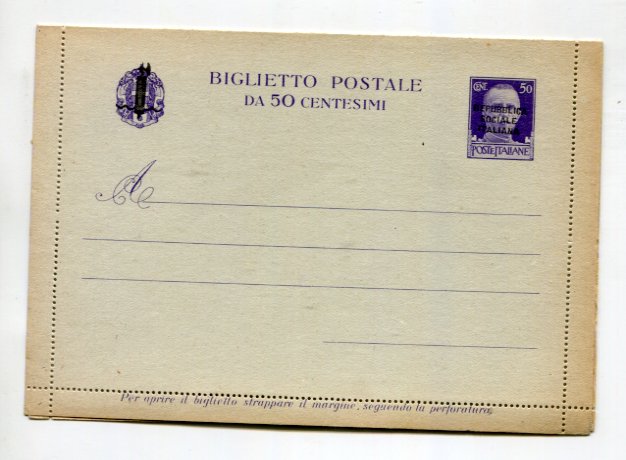 BIGLIETTO POSTALE
DA 50 CENTESIMI
CENT. 50
REPUBBLICA
SOCIALE
ITALIANA
POSTE ITALIANE
A
Per aprire il biglietto strappare il margine, seguendo la perforatura.